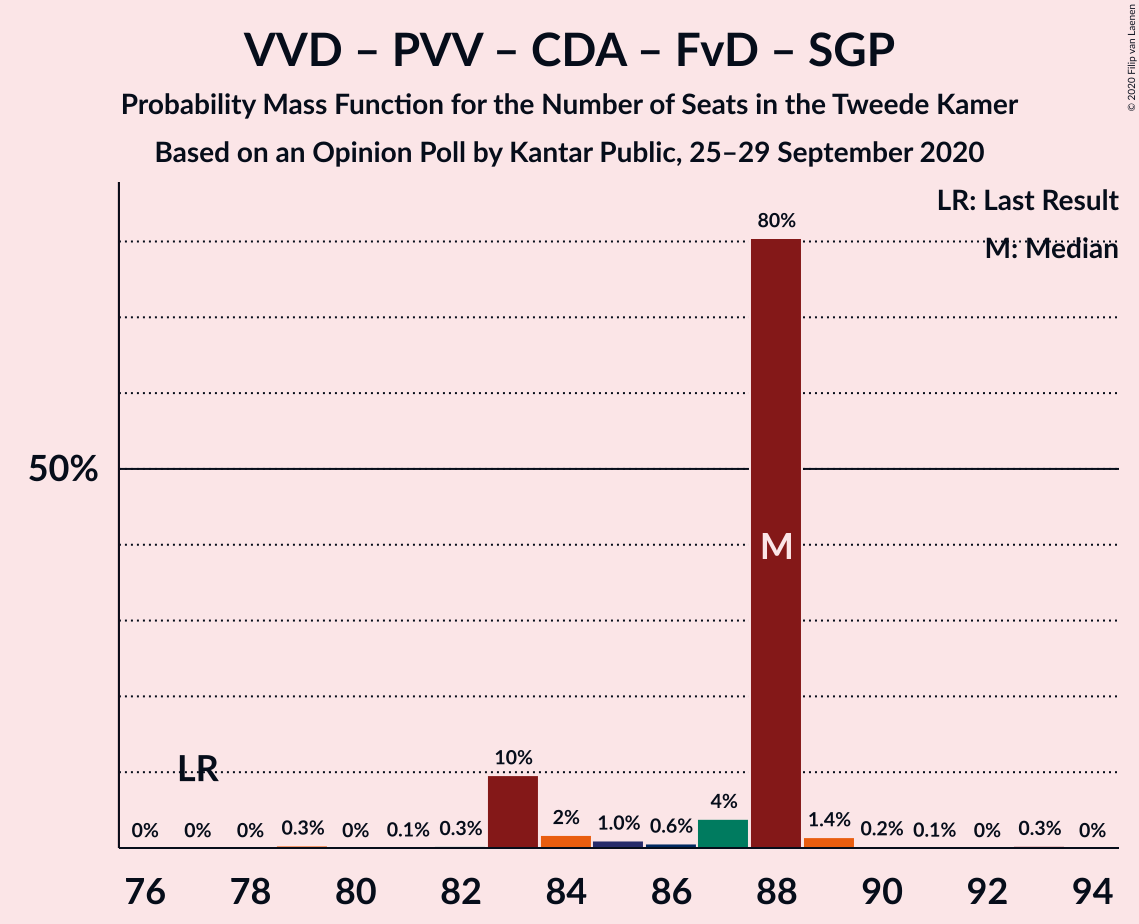 VVD – PVV – CDA – FvD – SGP
Probability Mass Function for the Number of Seats in the Tweede Kamer
Based on an Opinion Poll by Kantar Public, 25–29 September 2020
© 2020 Filip van Laenen
LR: Last Result
M: Median
80%
50%
M
LR
10%
4%
2%
1.4%
1.0%
0.6%
0% 0% 0% 0.3% 0% 0.1% 0.3% 0.2% 0.1% 0% 0.3% 0%
76 78 80 82 84 86 88 90 92 94